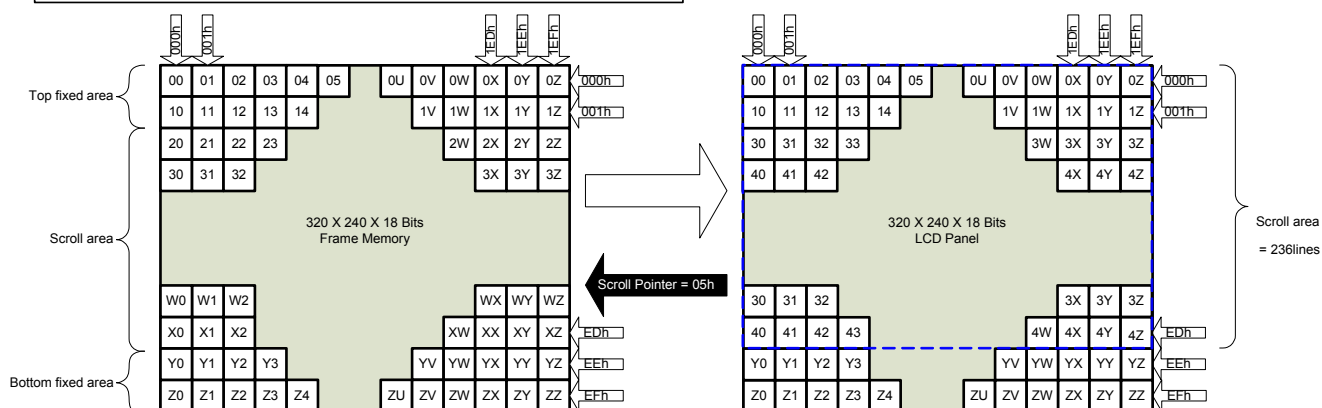 000h 001h 1EDh 1EEh 1EFh 000h 001h 1EDh 1EEh 1EFh
00 01 02 03 04 05 0U 0V 0W 0X 0Y 0Z 000h 00 01 02 03 04 05 0U 0V 0W 0X 0Y 0Z 000h
Top fixed area
10 11 12 13 14 1V 1W 1X 1Y 1Z 001h 10 11 12 13 14 1V 1W 1X 1Y 1Z 001h
20 21 22 23 2W 2X 2Y 2Z 30 31 32 33 3W 3X 3Y 3Z
30 31 32 3X 3Y 3Z 40 41 42 4X 4Y 4Z
320 X 240 X 18 Bits 320 X 240 X 18 Bits Scroll area
Scroll area Frame Memory LCD Panel
= 236lines
Scroll Pointer = 05h
W0 W1 W2 WX WY WZ 30 31 32 3X 3Y 3Z
X0 X1 X2 XW XX XY XZ EDh 40 41 42 43 4W 4X 4Y 4Z EDh
Y0 Y1 Y2 Y3 YV YW YX YY YZ EEh Y0 Y1 Y2 Y3 YV YW YX YY YZ EEh
Bottom fixed area
Z0 Z1 Z2 Z3 Z4 ZU ZV ZW ZX ZY ZZ EFh Z0 Z1 Z2 Z3 Z4 ZU ZV ZW ZX ZY ZZ EFh